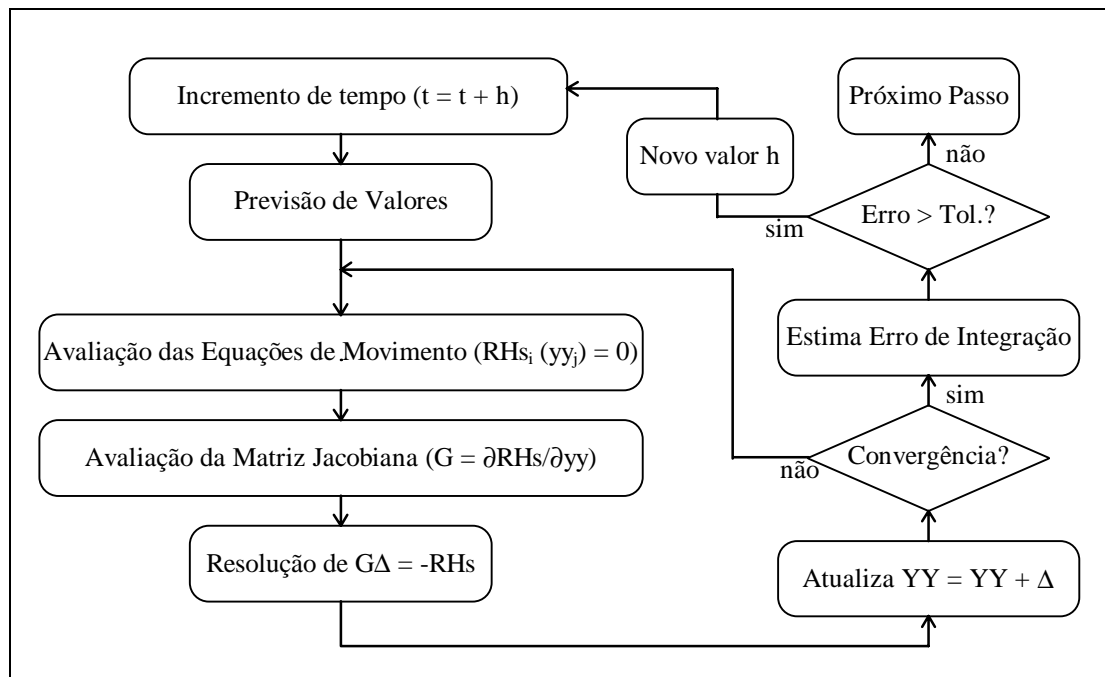 Incremento de tempo (t = t + h)
Previsão de Valores
Avaliação das Equações de Movimento (RHsᵢ (yyⱼ) = 0)
Avaliação da Matriz Jacobiana (G = ∂RHs/∂yy)
Resolução de GΔ = -RHs
Atualiza YY = YY + Δ
Convergência?
não
sim
Estima Erro de Integração
Erro > Tol.?
sim
Novo valor h
não
Próximo Passo